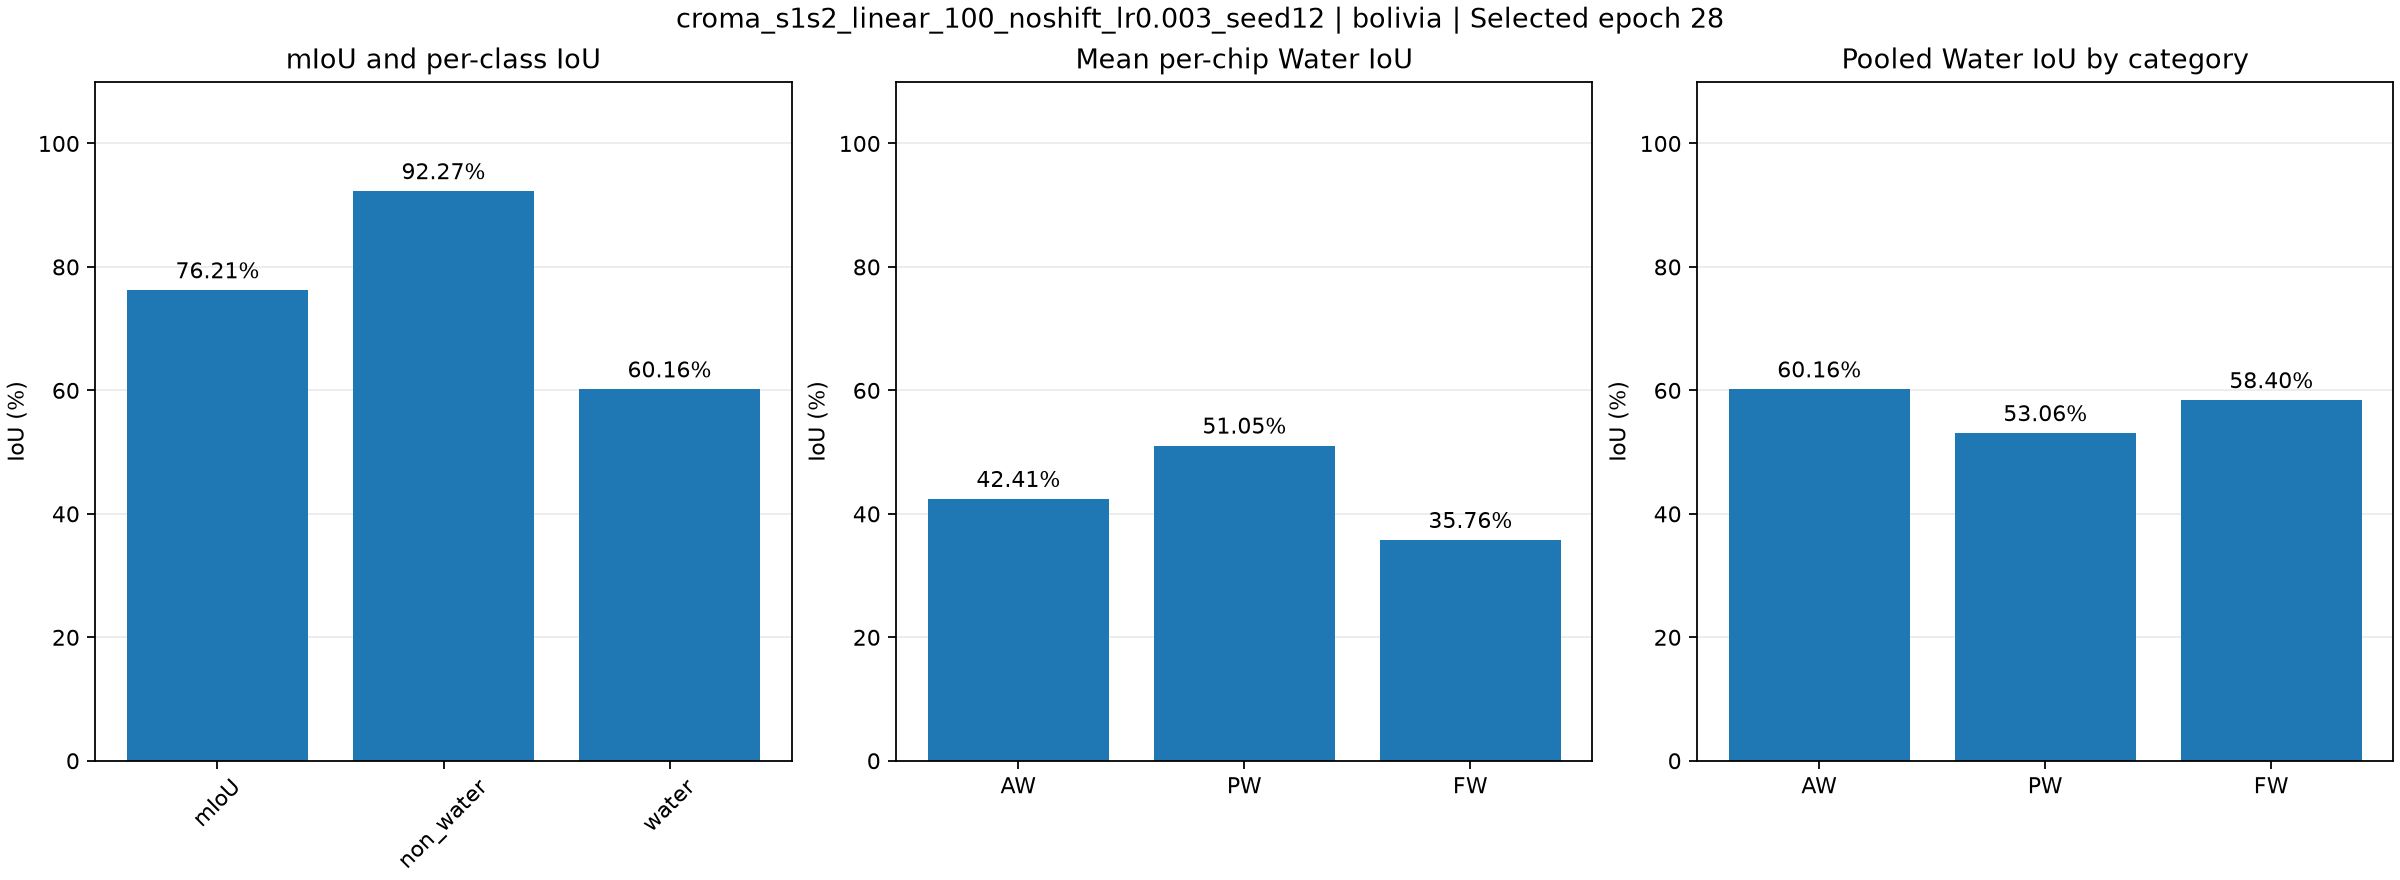 croma_s1s2_linear_100_noshift_lr0.003_seed12 | bolivia | Selected epoch 28
mIoU and per-class IoU
IoU (%)
100
80
60
40
20
0
76.21%
92.27%
60.16%
mIoU
non_water
water
Mean per-chip Water IoU
IoU (%)
100
80
60
40
20
0
42.41%
51.05%
35.76%
AW
PW
FW
Pooled Water IoU by category
IoU (%)
100
80
60
40
20
0
60.16%
53.06%
58.40%
AW
PW
FW